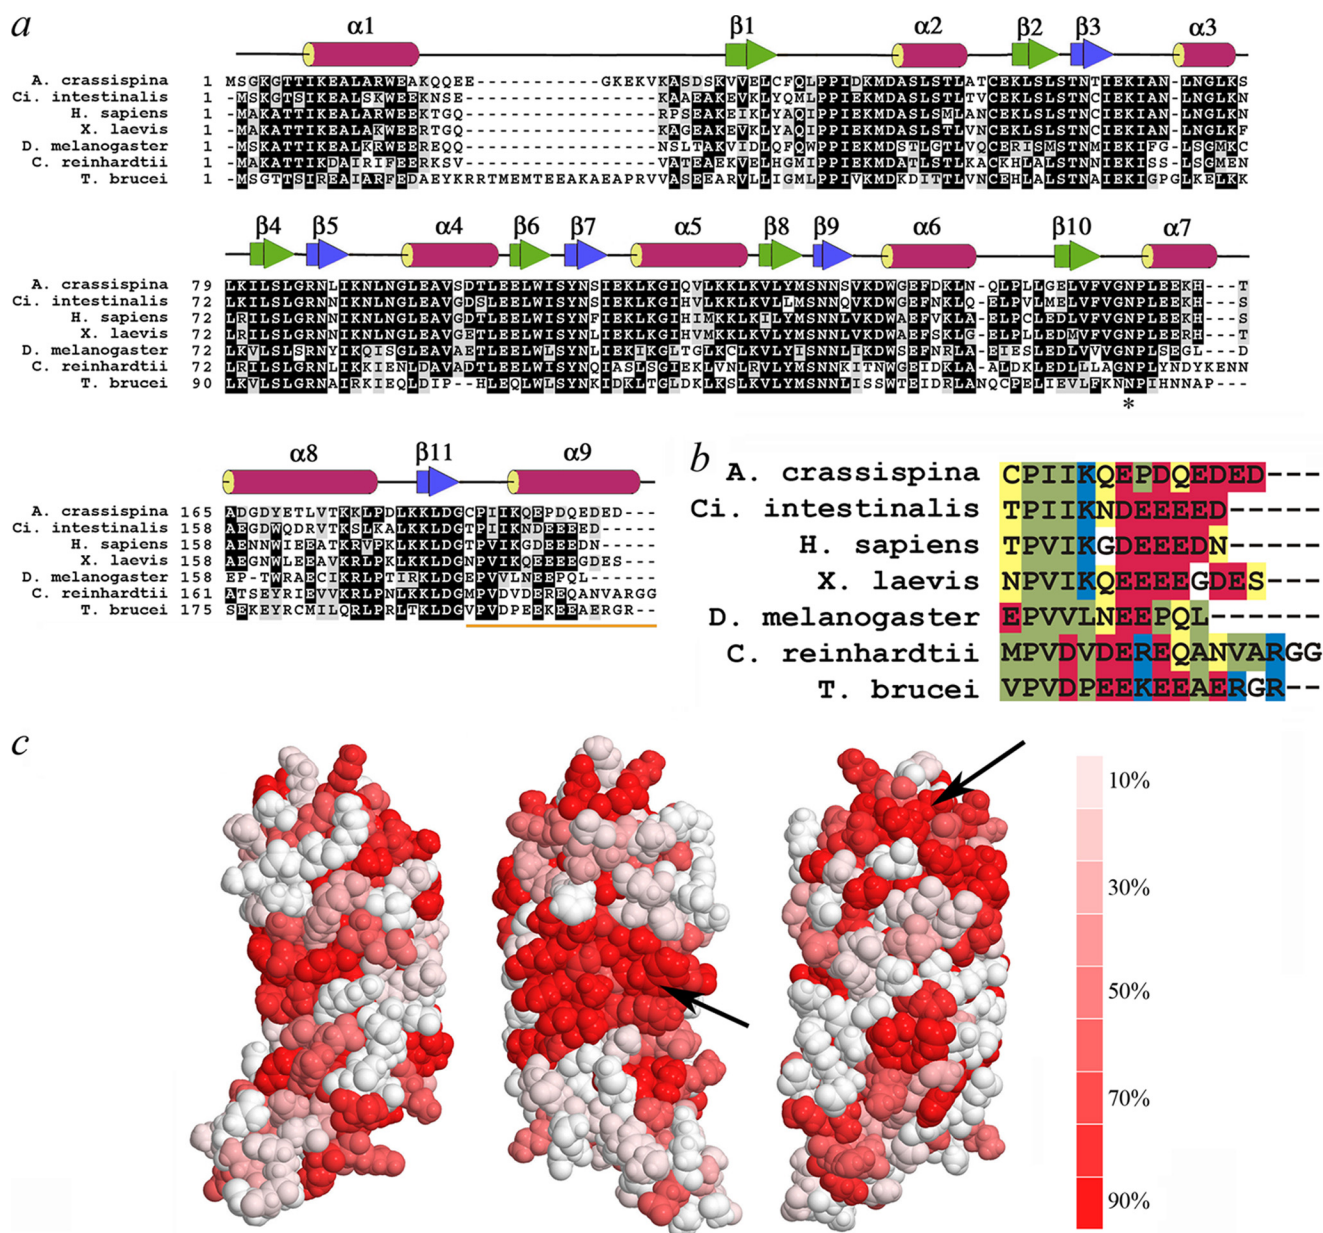 a
α1 β1 α2 β2 β3 α3
A. crassispina 1 -MSGKGTTIKEALARWEAKQQEE------------GKEKVKASDSKVVELCFQLPPIDKMDASLSTLATCEKLSLSTNTIEKIAN-LNGLKS
Ci. intestinalis 1 -MSKGTSIKEALSKWEEKNSE-------------------KAAEAKEVKLYQMLPPIEKMDASLSTLTVCEKLSLSTNCIEKIAN-LNGLKN
H. sapiens 1 -MAKATTIKEALARWEEKTGQ-------------------RPSEAKEIKLYAQIPPIEKMDASLSMLANCEKLSLSTNCIEKIAN-LNGLKN
X. laevis 1 -MAKATTIKEALAKWEERTGQ-------------------KAGEAKEVKLYAQIPPIEKMDASLSTLVNCEKLSLSTNCIEKIAN-LNGLKF
D. melanogaster 1 -MSKATTIKEALKRWEEREQQ-------------------NSLTAKVIDLQFQWPPIEKMDSTLGTLVQCERISMSTNMIEKIFG-LSGMKC
C. reinhardtii 1 -MAKATTIKDAIRIFEERKSV-------------------VATEAEKVELHGMIPPIEKMDATLSTLKACKHLALSTNNIEKISS-LSGMEN
T. brucei 1 -MSGTTSIREAIARFEDAEYKRRTMEMTEEAKAEAPRVVASEEARVLLIGMLPPIVKMDKDITTLVNCEHLALSTNAIEKIGPGLKELKK
β4 β5 α4 β6 β7 α5 β8 β9 α6 β10 α7
A. crassispina 79 LKILSLGRNLIKNLNGLEAVSDTLEELWISYNSIEKLKGIQVLKKLKVLYMSNNSVKDWGEFDKLN-QLPLLGELVFVGNPLEEKH---T
Ci. intestinalis 72 LKILSLGRNNIKNLNGLEAVGDSLEELWISYNSIEKLKGIHVLKKLKVLLMSNNQVKDWGEFNKLQ-ELPVLMELVFVGNPLEEKH---S
H. sapiens 72 LRILSLGRNNIKNLNGLEAVGDTLEELWISYNFIEKLKGIHIMKKLKILYMSNNLVKDWAEFVKLA-ELPCLEDLVFVGNPLEEKH---S
X. laevis 72 LRILSLGRNNIKNLNGLEAVGETLEELWISYNLIEKLKGIHVMKKLKVLYMSNNLVKDWAEFSKLG-ELPLLEDMVFVGNPLEERH---T
D. melanogaster 72 LKVLSLSRNYIKQISGLEAVAETLEELWLSYNLIEKIKGLTGLKCLKVLYISNNLIKDWSEFNRLA-EIESLEDLVVVGNPLSEGL---D
C. reinhardtii 72 LRILSLGRNLIKKIENLDAVADTLEELWISYNQIASLSGIEKLVNLRVLYMSNNKITNWGEIDKLA-ALDKLEDLLLAGNPLYNDYKENN
T. brucei 90 LKVLSLGRNAIRKIEQLDIP--HLEQLWLSYNKIDKLTGLDKLKSLKVLYMSNNLISSWTEIDRLANQCPELIEVLFKNNPIHNNAP----
*
α8 β11 α9
A. crassispina 165 ADGDYETLVTKKLPDLKKLDGCPIIKQEPDQEDED---
Ci. intestinalis 158 AEGDWQDRVTKSLKALKKLDGTPIIKNDEEEED-----
H. sapiens 158 AENNWIEEATKRVPKLKKLDGTPVIKGDEEEDN-----
X. laevis 158 AEGNWLEEAVKRLPKLKKLDGNPVIKQEEEEGDES---
D. melanogaster 158 EP-TWRAECIKRLPTIRKLDGEPVVLNEEPQL------
C. reinhardtii 161 ATSEYRIEVVKRLPNLKKLDGMPVDVDEREQANVARGG
T. brucei 175 SEKEYRCMILQRLPRLTKLDGVPVDPEEKEEAERGR--
b
A. crassispina CPIIKQEPDQEDED---
Ci. intestinalis TPIIKNDEEEED-----
H. sapiens TPVIKGDEEEDN-----
X. laevis NPVIKQEEEEGDES---
D. melanogaster EPVVLNEEPQL------
C. reinhardtii MPVDVDEREQANVARGG
T. brucei VPVDPEEKEEAERGR--
c
10%
30%
50%
70%
90%